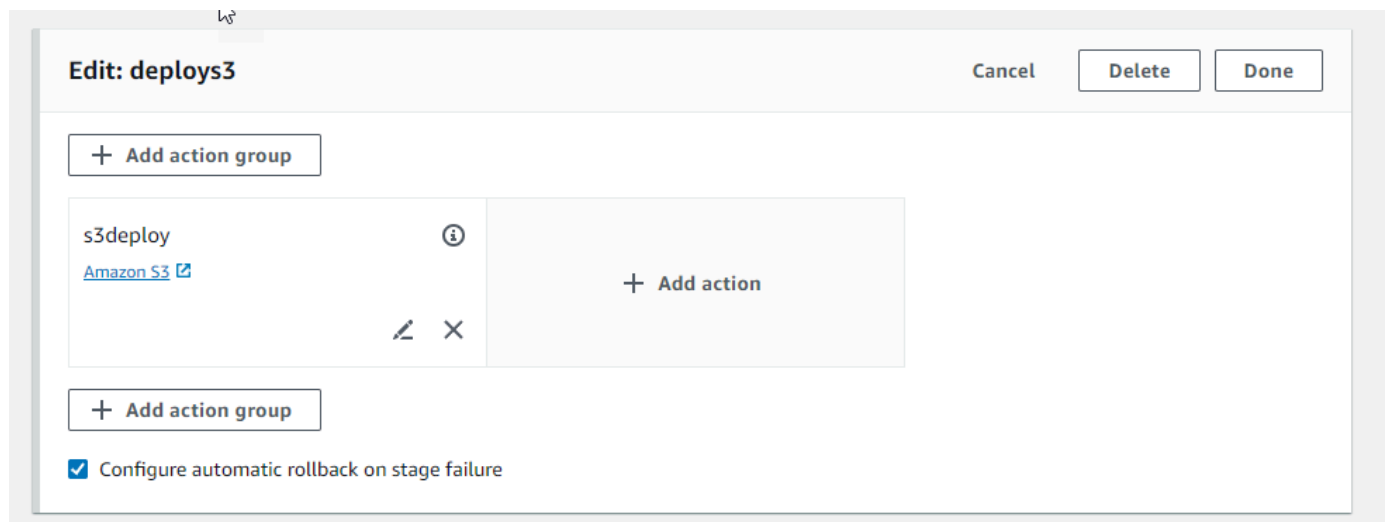 Edit: deploys3
Cancel
Delete
Done
Add action group
s3deploy
Amazon S3
Add action
Add action group
Configure automatic rollback on stage failure